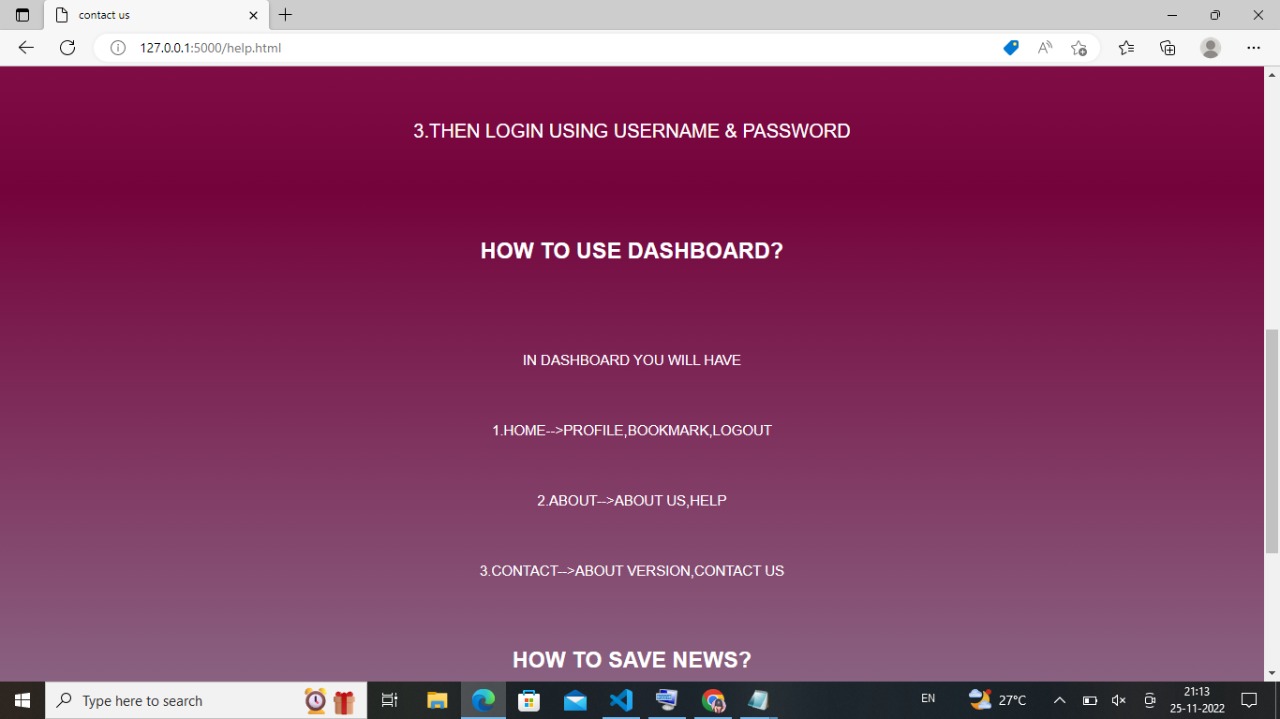 contact us
127.0.0.1:5000/help.html
3.THEN LOGIN USING USERNAME & PASSWORD
HOW TO USE DASHBOARD?
IN DASHBOARD YOU WILL HAVE
1.HOME-->PROFILE,BOOKMARK,LOGOUT
2.ABOUT-->ABOUT US,HELP
3.CONTACT-->ABOUT VERSION,CONTACT US
HOW TO SAVE NEWS?
Type here to search
EN
27°C
21:13
25-11-2022